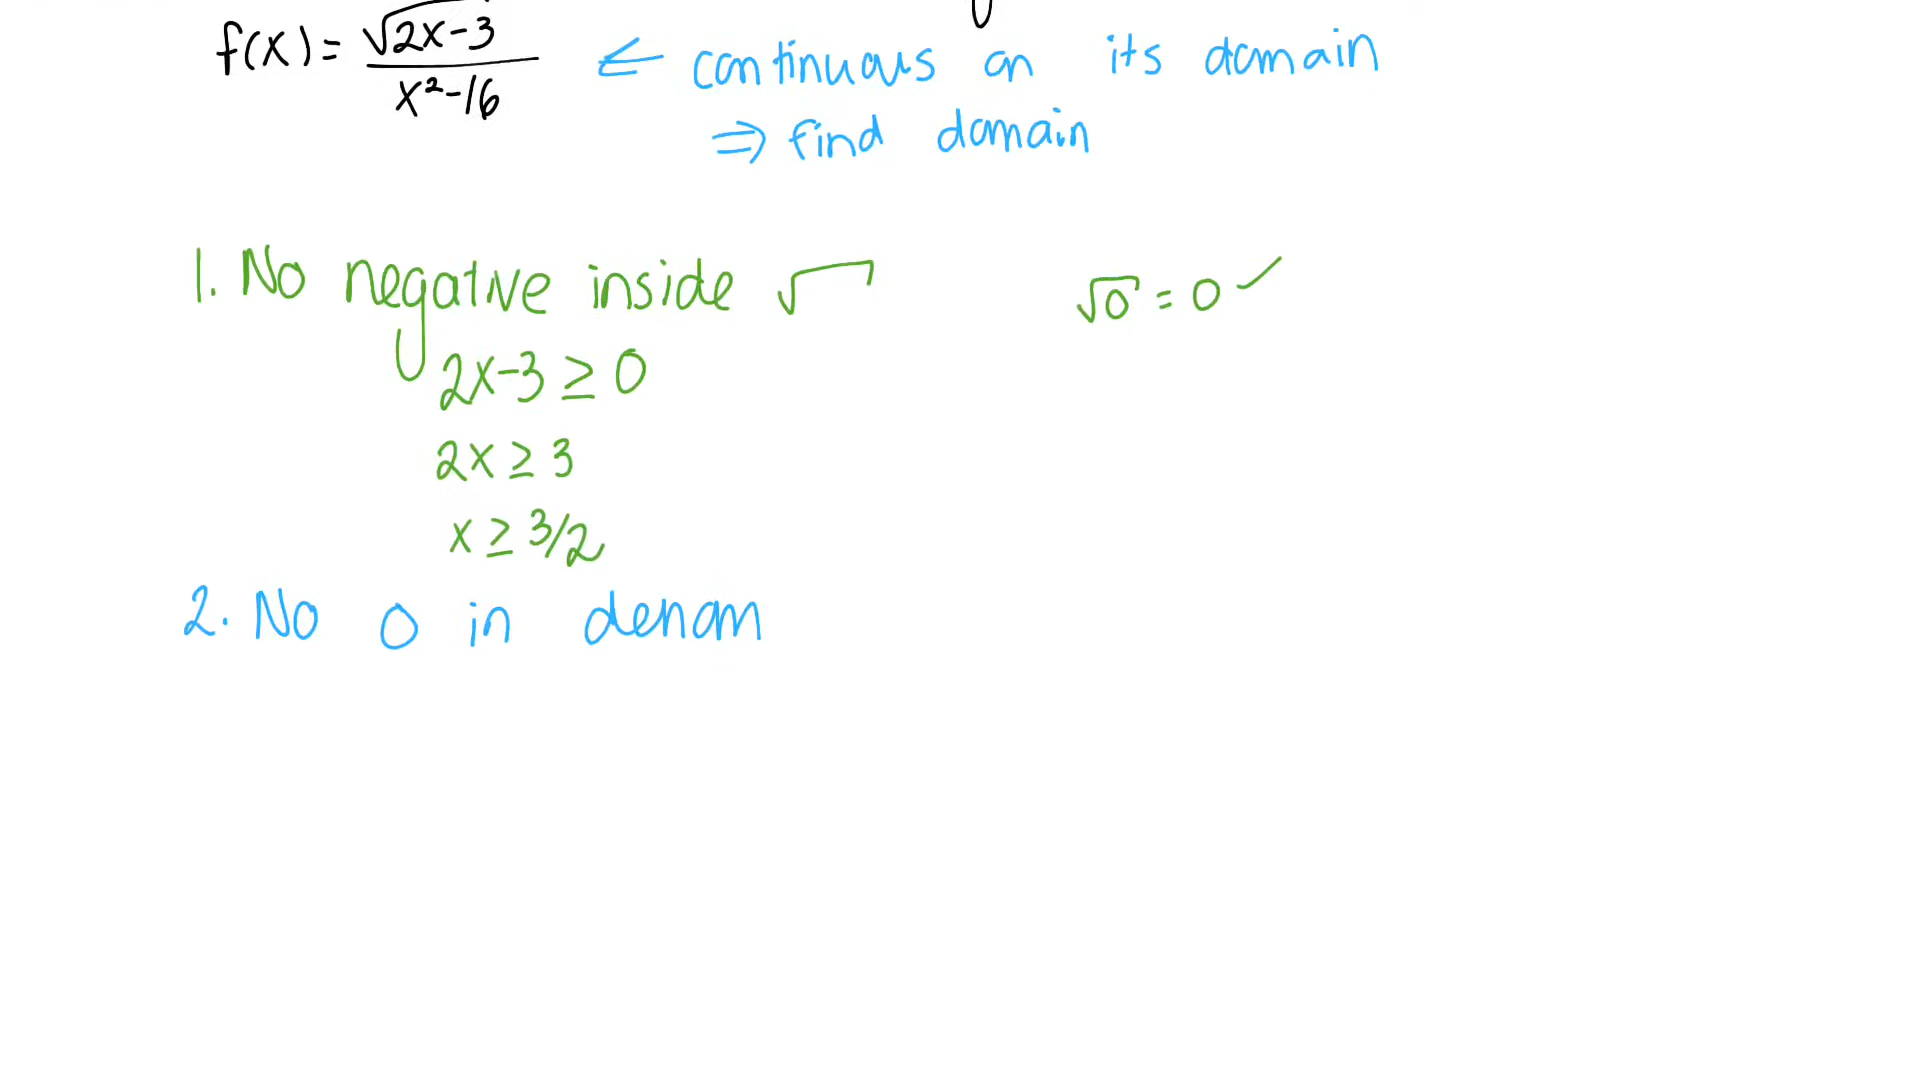 f(x) = √2x-3 / x²-16 ⇐ continuous on its domain
⇒ find domain
1. No negative inside √ √0 = 0 ✓
2x-3 ≥ 0
2x ≥ 3
x ≥ 3/2
2. No 0 in denom